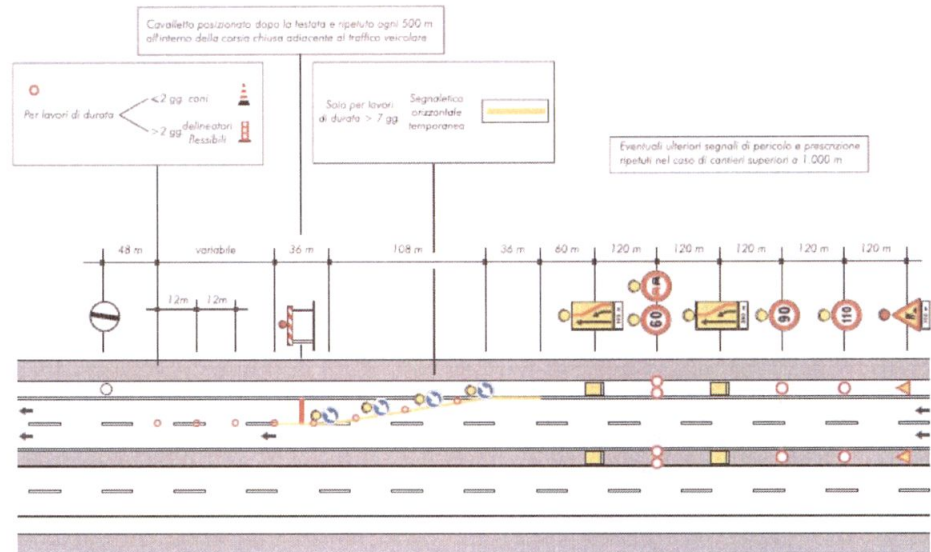 Cavalletto posizionato dopo la testata e ripetuto ogni 500 m
all'interno della corsia chiusa adiacente al traffico veicolare
Per lavori di durata
<2 gg coni
>2 gg delineatori
flessibili
Solo per lavori
di durata > 7 gg
Segnaletica
orizzontale
temporanea
Eventuali ulteriori segnali di pericolo e prescrizione
ripetuti nel caso di cantieri superiori a 1.000 m
48 m variabile 36 m 108 m 36 m 60 m 120 m 120 m 120 m 120 m 120 m
12m 12m
60 90 110